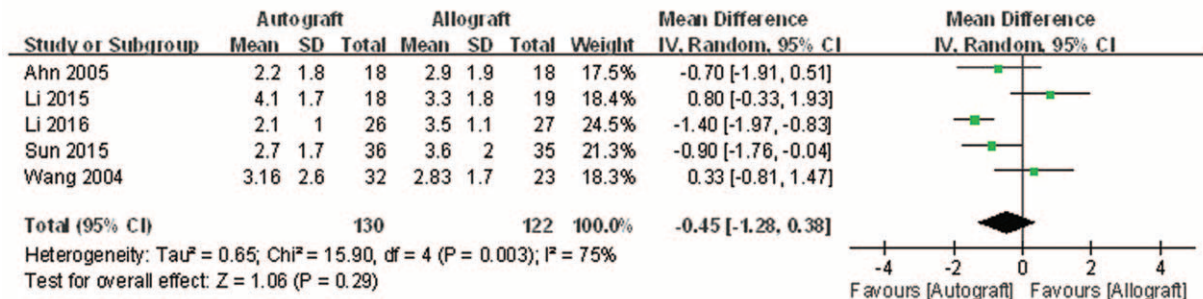 Autograft Allograft Mean Difference Mean Difference
Study or Subgroup Mean SD Total Mean SD Total Weight IV, Random, 95% CI IV, Random, 95% CI
Ahn 2005 2.2 1.8 18 2.9 1.9 18 17.5% -0.70 [-1.91, 0.51]
Li 2015 4.1 1.7 18 3.3 1.8 19 18.4% 0.80 [-0.33, 1.93]
Li 2016 2.1 1 26 3.5 1.1 27 24.5% -1.40 [-1.97, -0.83]
Sun 2015 2.7 1.7 36 3.6 2 35 21.3% -0.90 [-1.76, -0.04]
Wang 2004 3.16 2.6 32 2.83 1.7 23 18.3% 0.33 [-0.81, 1.47]
Total (95% CI) 130 122 100.0% -0.45 [-1.28, 0.38]
Heterogeneity: Tau² = 0.65; Chi² = 15.90, df = 4 (P = 0.003); I² = 75%
Test for overall effect: Z = 1.06 (P = 0.29)
-4 -2 0 2 4
Favours [Autograft] Favours [Allograft]